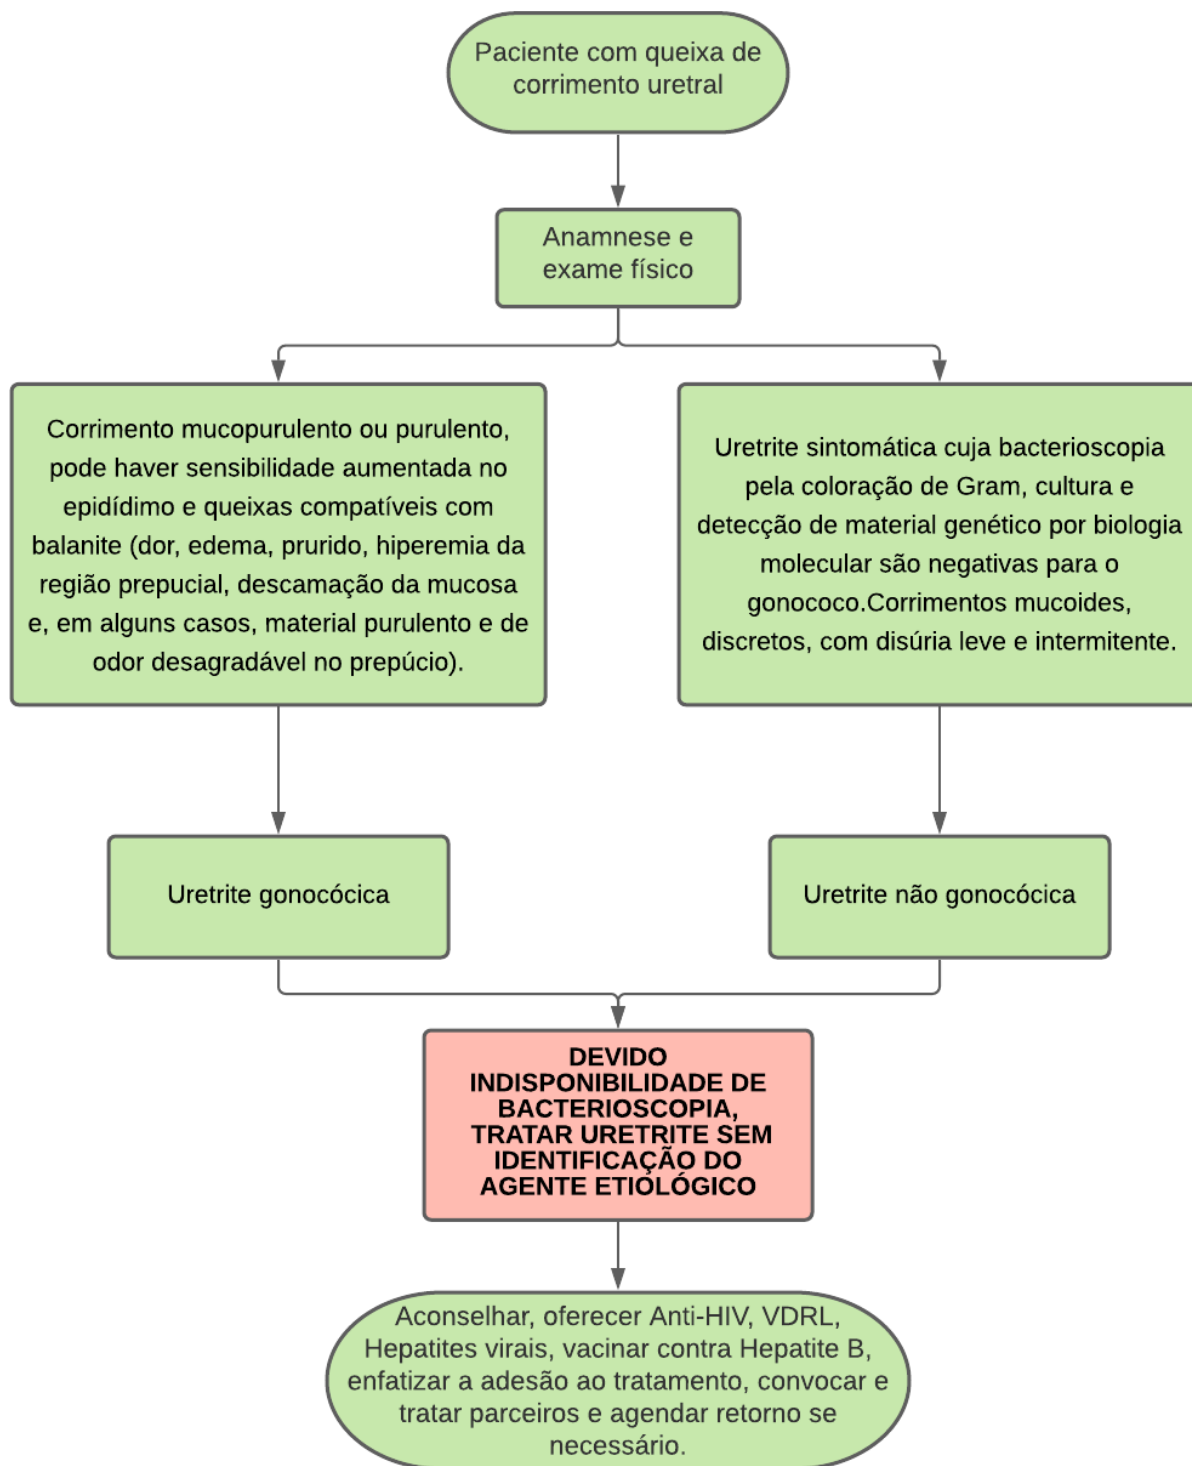 Paciente com queixa de
corrimento uretral
Anamnese e
exame físico
Corrimento mucopurulento ou purulento,
pode haver sensibilidade aumentada no
epidídimo e queixas compatíveis com
balanite (dor, edema, prurido, hiperemia da
região prepucial, descamação da mucosa
e, em alguns casos, material purulento e de
odor desagradável no prepúcio).
Uretrite sintomática cuja bacterioscopia
pela coloração de Gram, cultura e
detecção de material genético por biologia
molecular são negativas para o
gonococo.Corrimentos mucoides,
discretos, com disúria leve e intermitente.
Uretrite gonocócica
Uretrite não gonocócica
DEVIDO
INDISPONIBILIDADE DE
BACTERIOSCOPIA,
TRATAR URETRITE SEM
IDENTIFICAÇÃO DO
AGENTE ETIOLÓGICO
Aconselhar, oferecer Anti-HIV, VDRL,
Hepatites virais, vacinar contra Hepatite B,
enfatizar a adesão ao tratamento, convocar e
tratar parceiros e agendar retorno se
necessário.